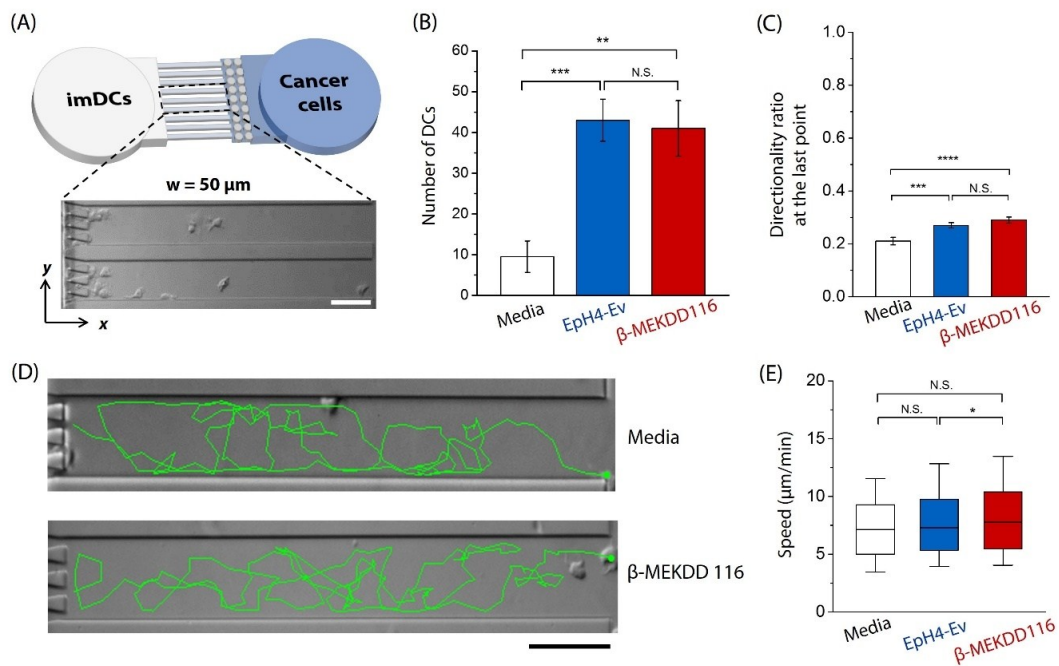 (A)
imDCs
Cancer
cells
w = 50 µm
y
x
(B)
Number of DCs
60
50
40
30
20
10
0
**
***
N.S.
Media
EpH4-Ev
β-MEKDD116
(C)
Directionality ratio
at the last point
1.0
0.8
0.6
0.4
0.2
0.0
****
***
N.S.
Media
EpH4-Ev
β-MEKDD116
(D)
Media
β-MEKDD 116
(E)
Speed (µm/min)
20
15
10
5
0
N.S.
N.S.
*
Media
EpH4-Ev
β-MEKDD116